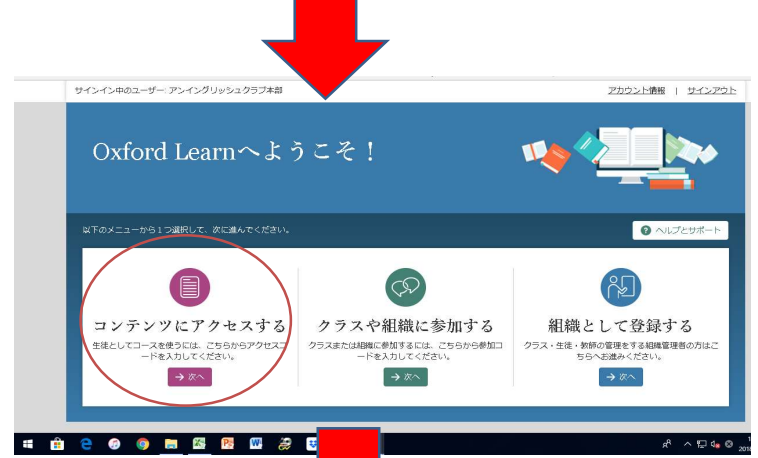 サインイン中のユーザー: アンイングリッシュクラブ本部
アカウント情報 | サインアウト
Oxford Learnへようこそ！
以下のメニューから１つ選択して、次に進んでください。
ヘルプとサポート
コンテンツにアクセスする
生徒としてコースを使うには、こちらからアクセスコ
ードを入力してください。
→ 次へ
クラスや組織に参加する
クラスまたは組織に参加するには、こちらから参加コ
ードを入力してください。
→ 次へ
組織として登録する
クラス・生徒・教師の管理をする組織管理者の方はこ
ちらへお進みください。
→ 次へ